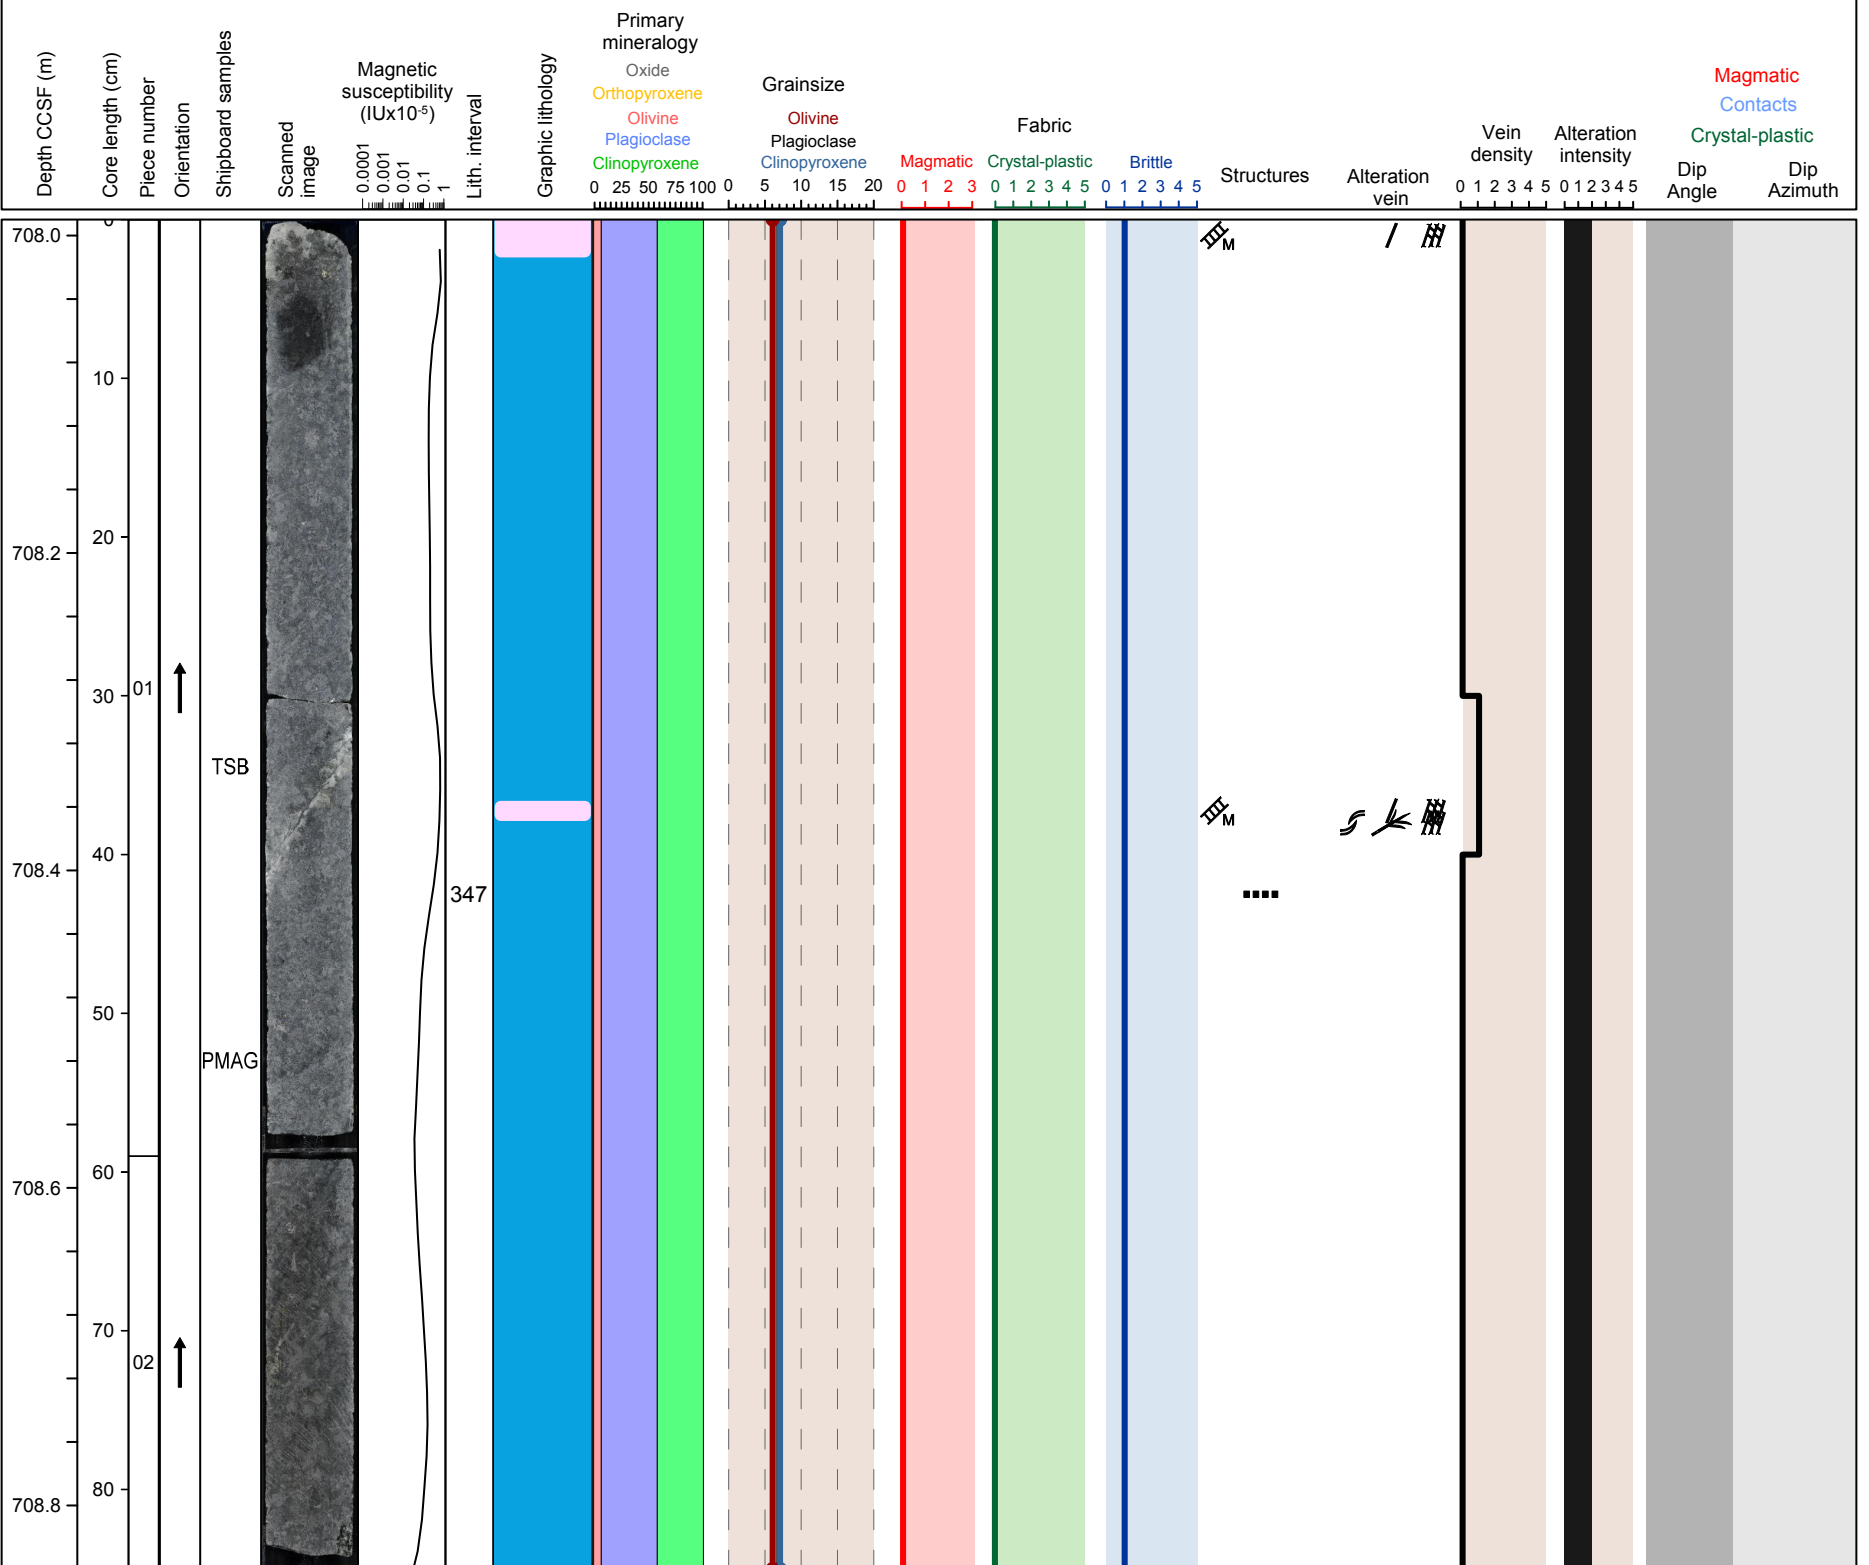 Depth CCSF (m)
Core length (cm)
Piece number
Orientation
Shipboard samples
Scanned
image
Magnetic
susceptibility
(IUx10-5)
0.0001
0.001
0.01
0.1
1
Lith. interval
Graphic lithology
Primary
mineralogy
Oxide
Orthopyroxene
Olivine
Plagioclase
Clinopyroxene
0 25 50 75 100
Grainsize
Olivine
Plagioclase
Clinopyroxene
0 5 10 15 20
Fabric
Magmatic
0 1 2 3
Crystal-plastic
0 1 2 3 4 5
Brittle
0 1 2 3 4 5
Structures
Alteration
vein
Vein
density
0 1 2 3 4 5
Alteration
intensity
0 1 2 3 4 5
Magmatic
Contacts
Crystal-plastic
Dip
Angle
Dip
Azimuth
0
708.0
M
10
20
708.2
30
01
TSB
M
40
708.4
347
50
PMAG
60
708.6
70
02
80
708.8